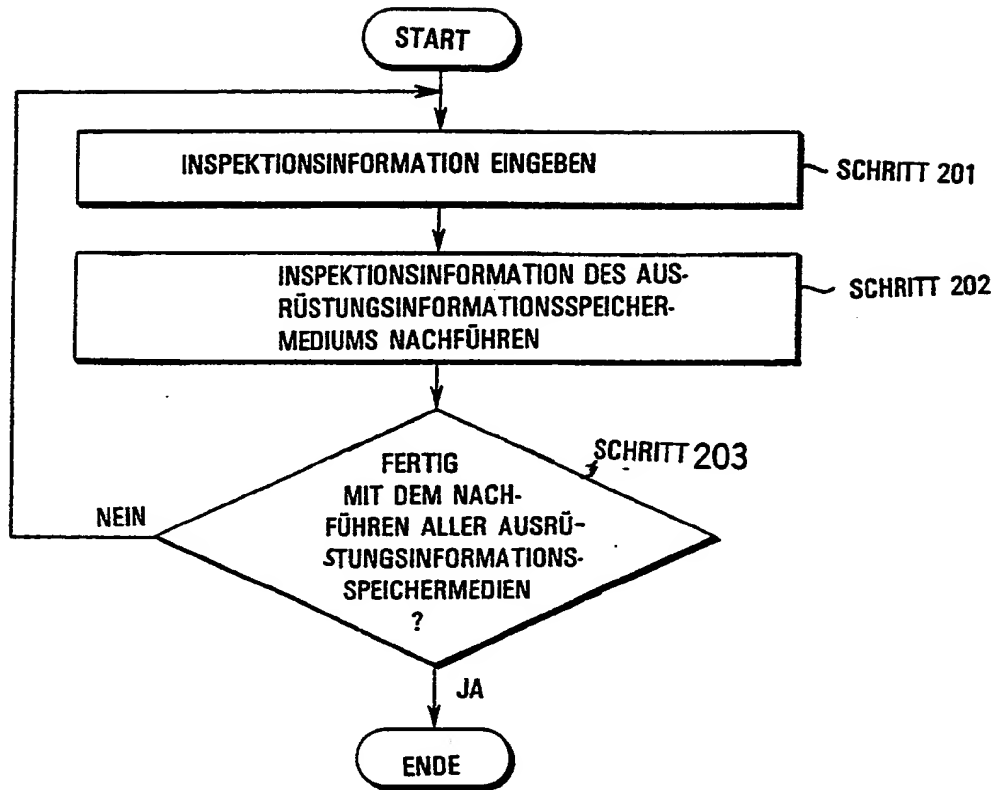 START
INSPEKTIONSINFORMATION EINGEBEN
SCHRITT 201
INSPEKTIONSINFORMATION DES AUS-
RÜSTUNGSINFORMATIONSSPEICHER-
MEDIUMS NACHFÜHREN
SCHRITT 202
SCHRITT 203
FERTIG
MIT DEM NACH-
FÜHREN ALLER AUSRÜ-
STUNGSINFORMATIONS-
SPEICHERMEDIEN
?
NEIN
JA
ENDE